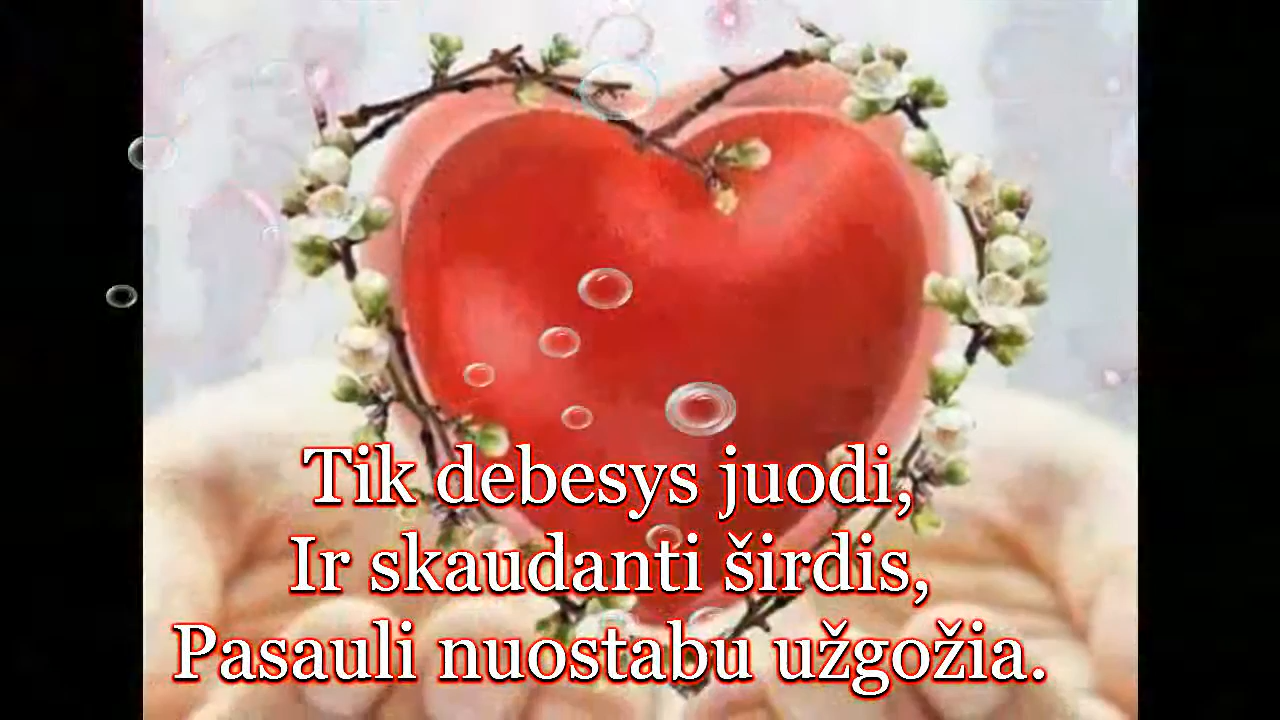 Tik debesys juodi,
Ir skaudanti širdis,
Pasauli nuostabu užgožia.